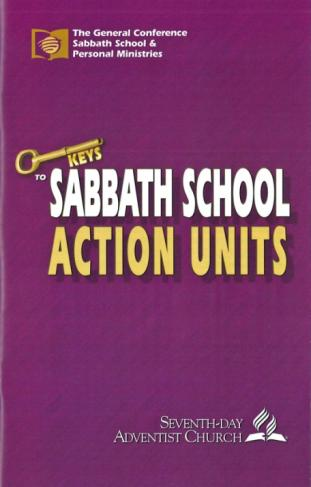 The General Conference
Sabbath School &
Personal Ministries
KEYS
TO
SABBATH SCHOOL
ACTION UNITS
SEVENTH-DAY
ADVENTIST CHURCH